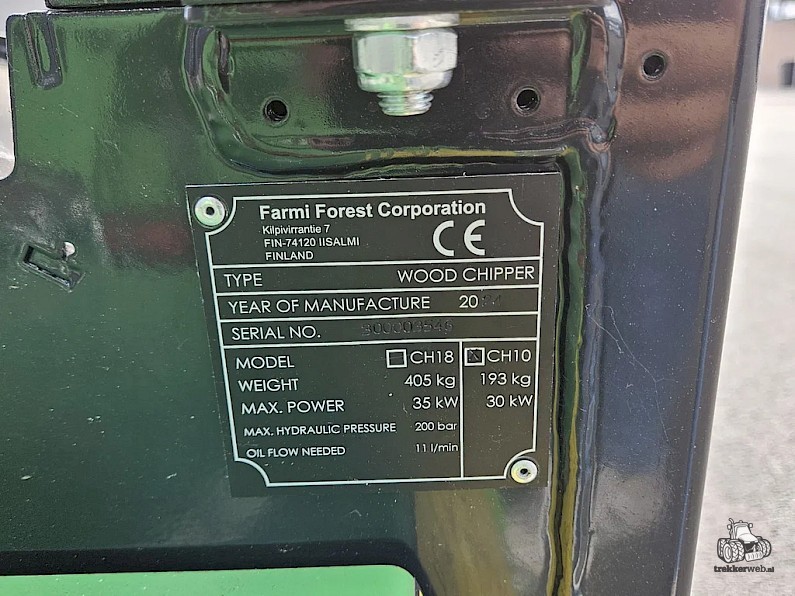 Farmi Forest Corporation
Kilpivirrantie 7
FIN-74120 IISALMI
FINLAND
CE
TYPE WOOD CHIPPER
YEAR OF MANUFACTURE 20
SERIAL NO.
MODEL CH18 CH10
WEIGHT 405 kg 193 kg
MAX. POWER 35 kW 30 kW
MAX. HYDRAULIC PRESSURE 200 bar
OIL FLOW NEEDED 11 l/min
trekkerweb.nl